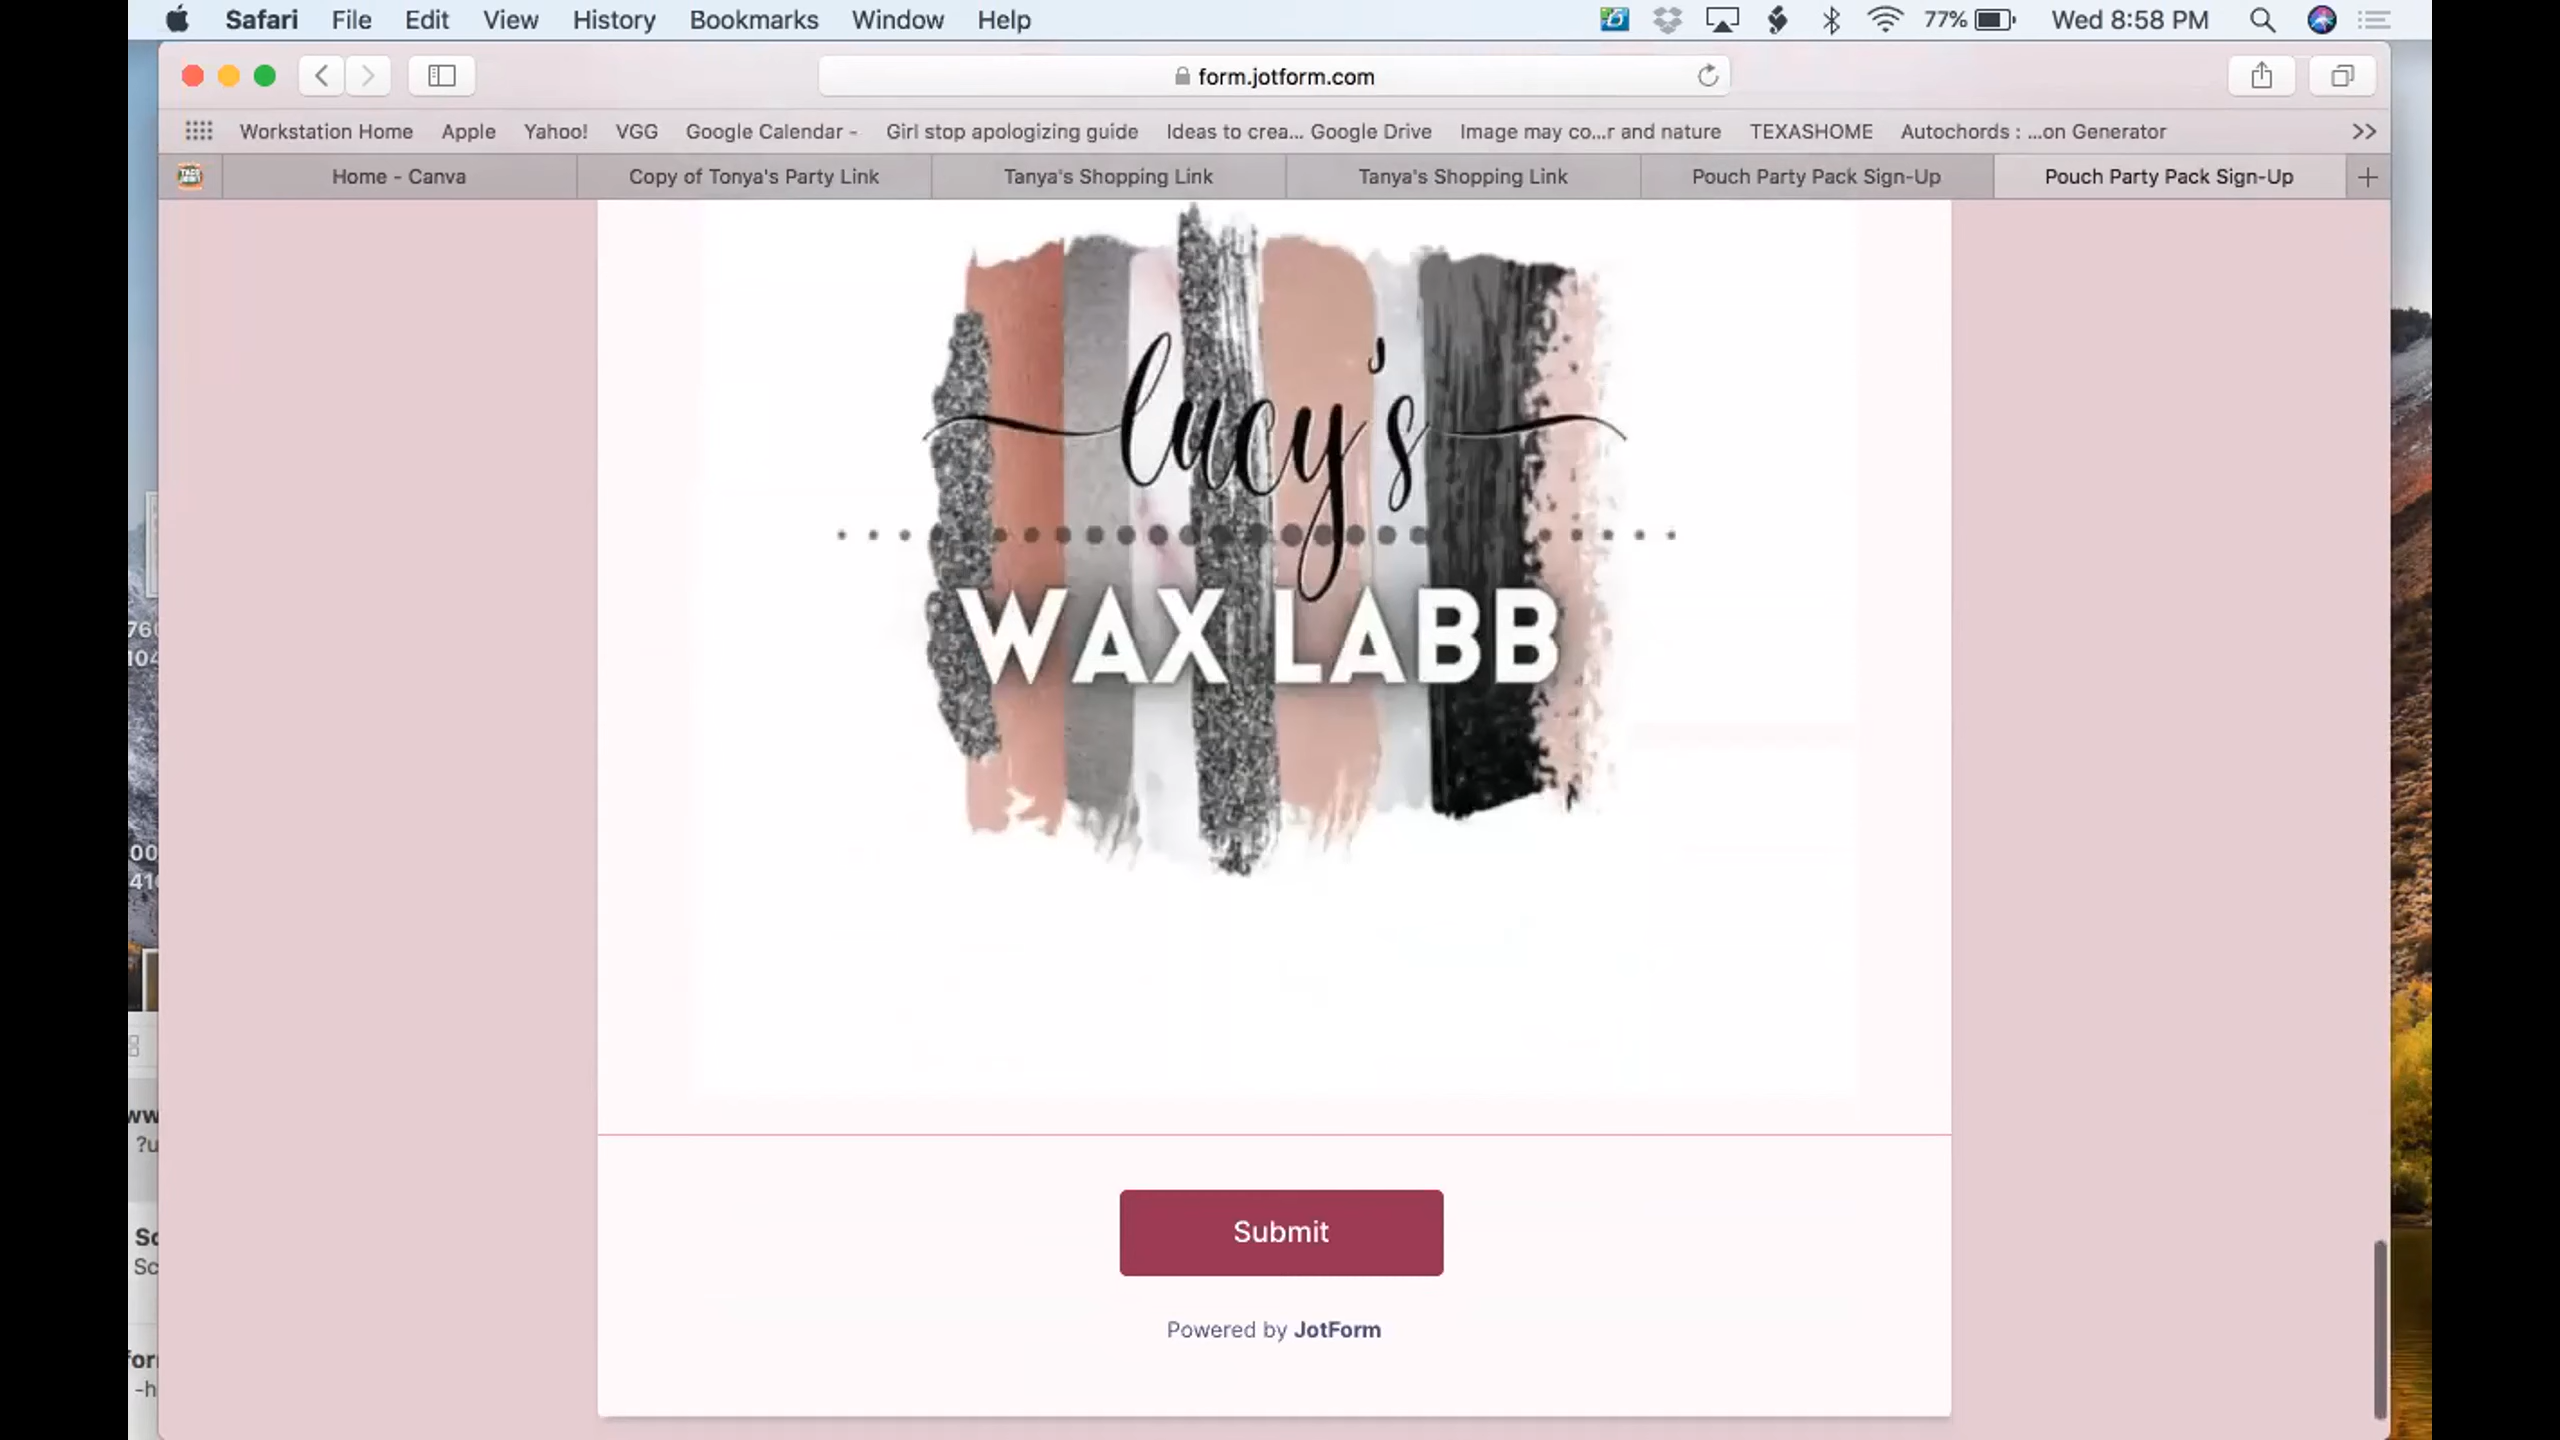 Safari File Edit View History Bookmarks Window Help 77% Wed 8:58 PM
form.jotform.com
Workstation Home Apple Yahoo! VGG Google Calendar - Girl stop apologizing guide Ideas to crea... Google Drive Image may co...r and nature TEXASHOME Autochords : ...on Generator >>
Home - Canva Copy of Tonya's Party Link Tanya's Shopping Link Tanya's Shopping Link Pouch Party Pack Sign-Up Pouch Party Pack Sign-Up +
lucy's
WAX LABB
Submit
Powered by JotForm